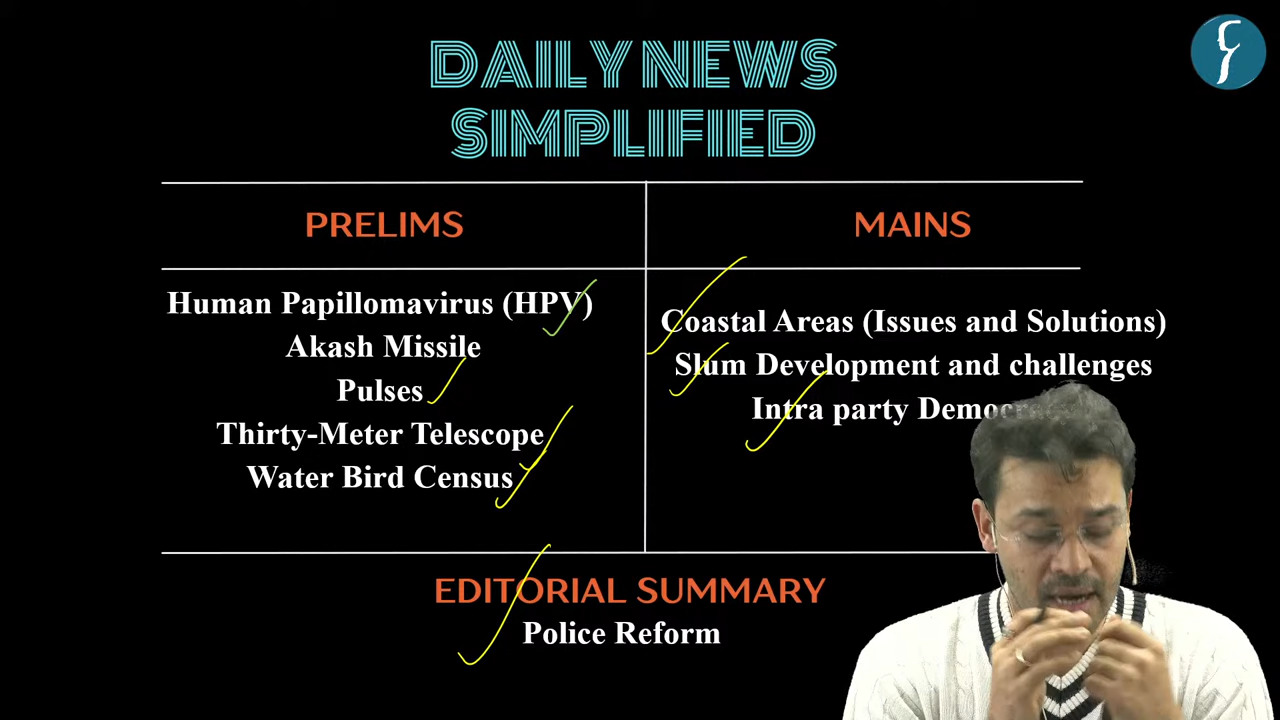 DAILY NEWS
SIMPLIFIED
PRELIMS
MAINS
Human Papillomavirus (HPV)
Akash Missile
Pulses
Thirty-Meter Telescope
Water Bird Census
Coastal Areas (Issues and Solutions)
Slum Development and challenges
Intra party
EDITORIAL SUMMARY
Police Reform